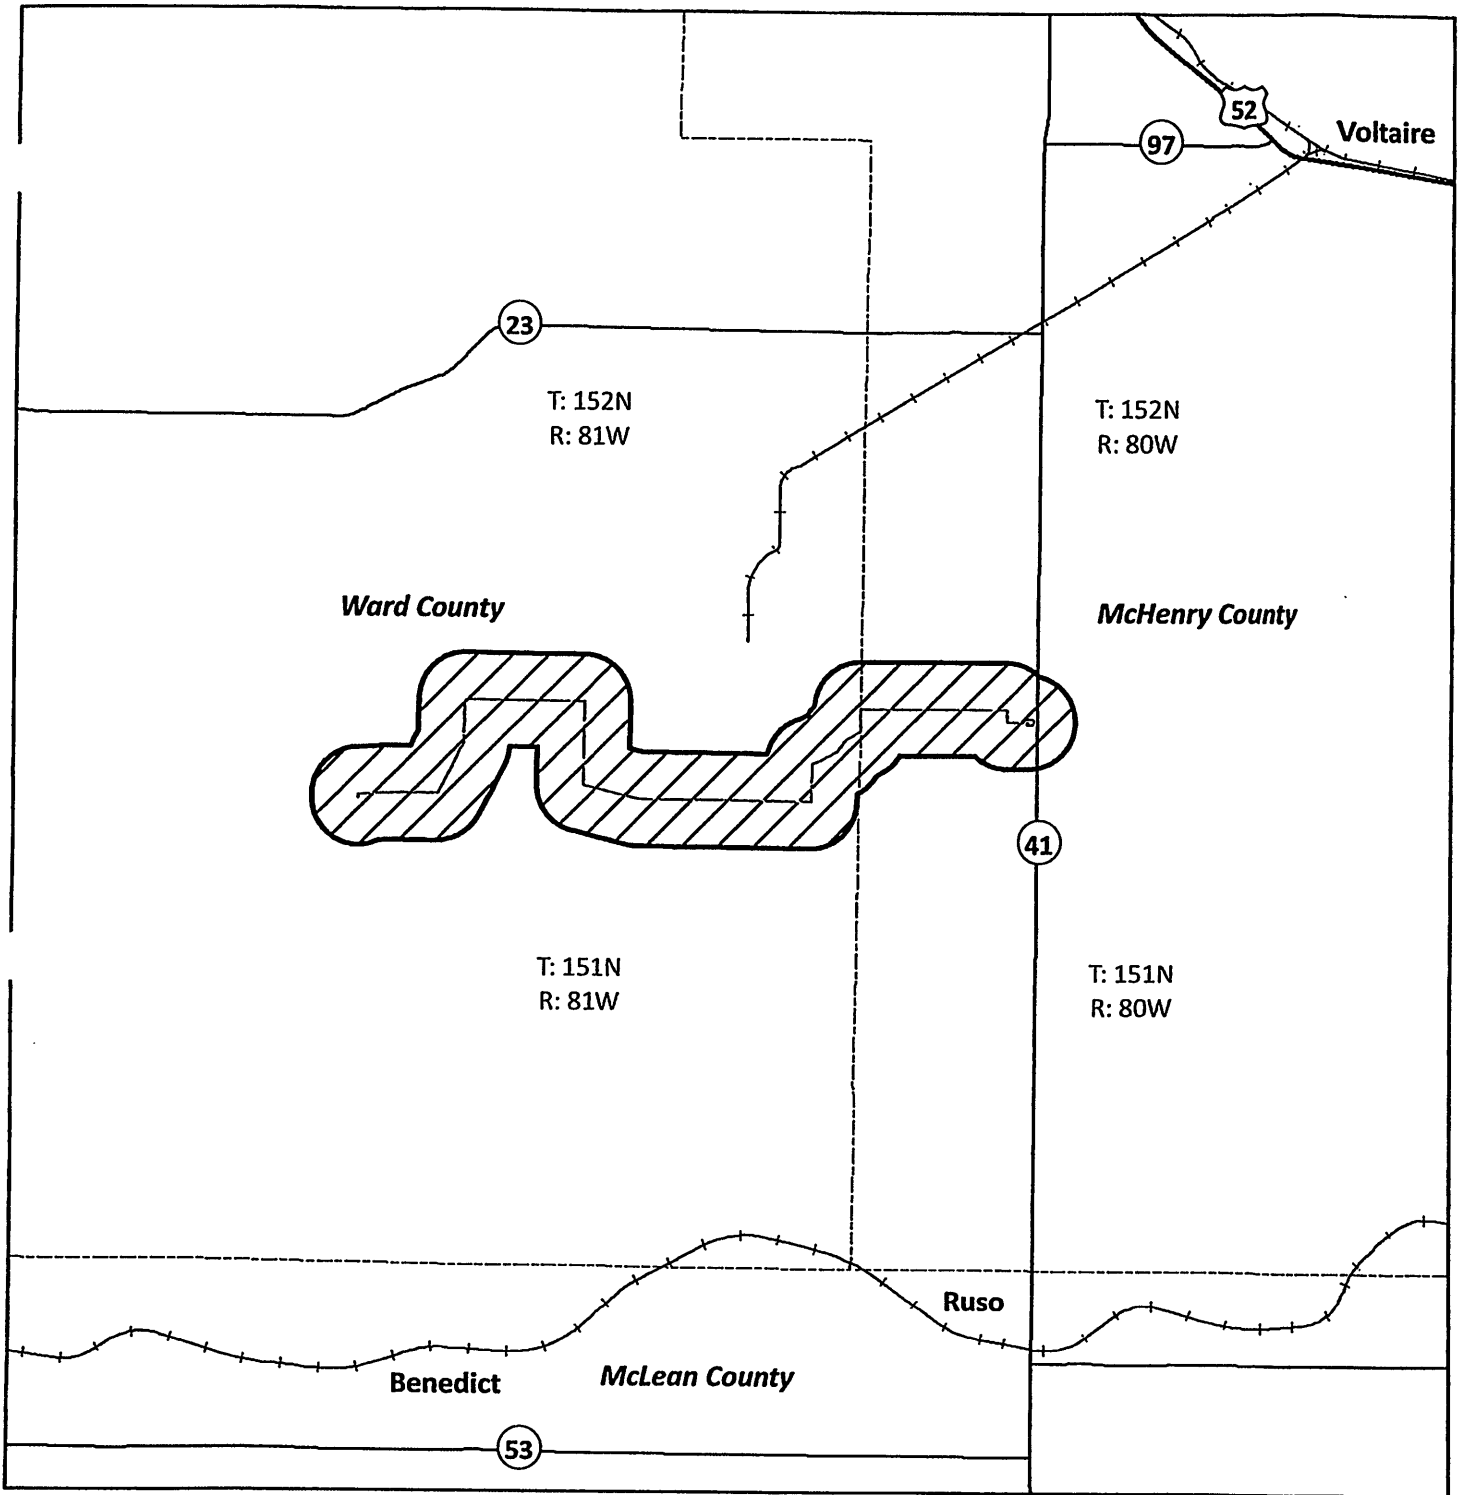 52
Voltaire
97
23
T: 152N
R: 81W
T: 152N
R: 80W
Ward County
McHenry County
41
T: 151N
R: 81W
T: 151N
R: 80W
Ruso
Benedict
McLean County
53